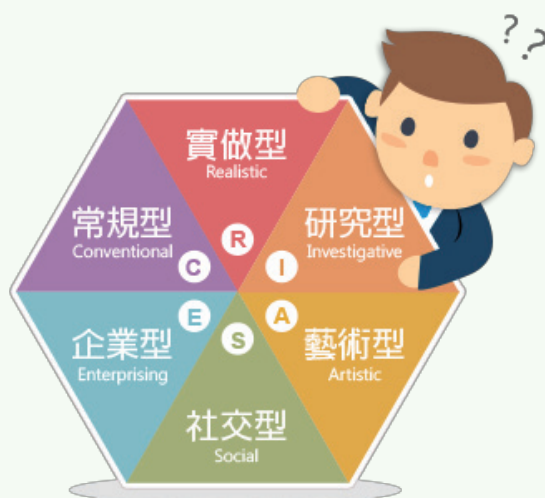 ??
實做型
Realistic
常規型
Conventional
研究型
Investigative
R
C
I
E
A
S
企業型
Enterprising
藝術型
Artistic
社交型
Social